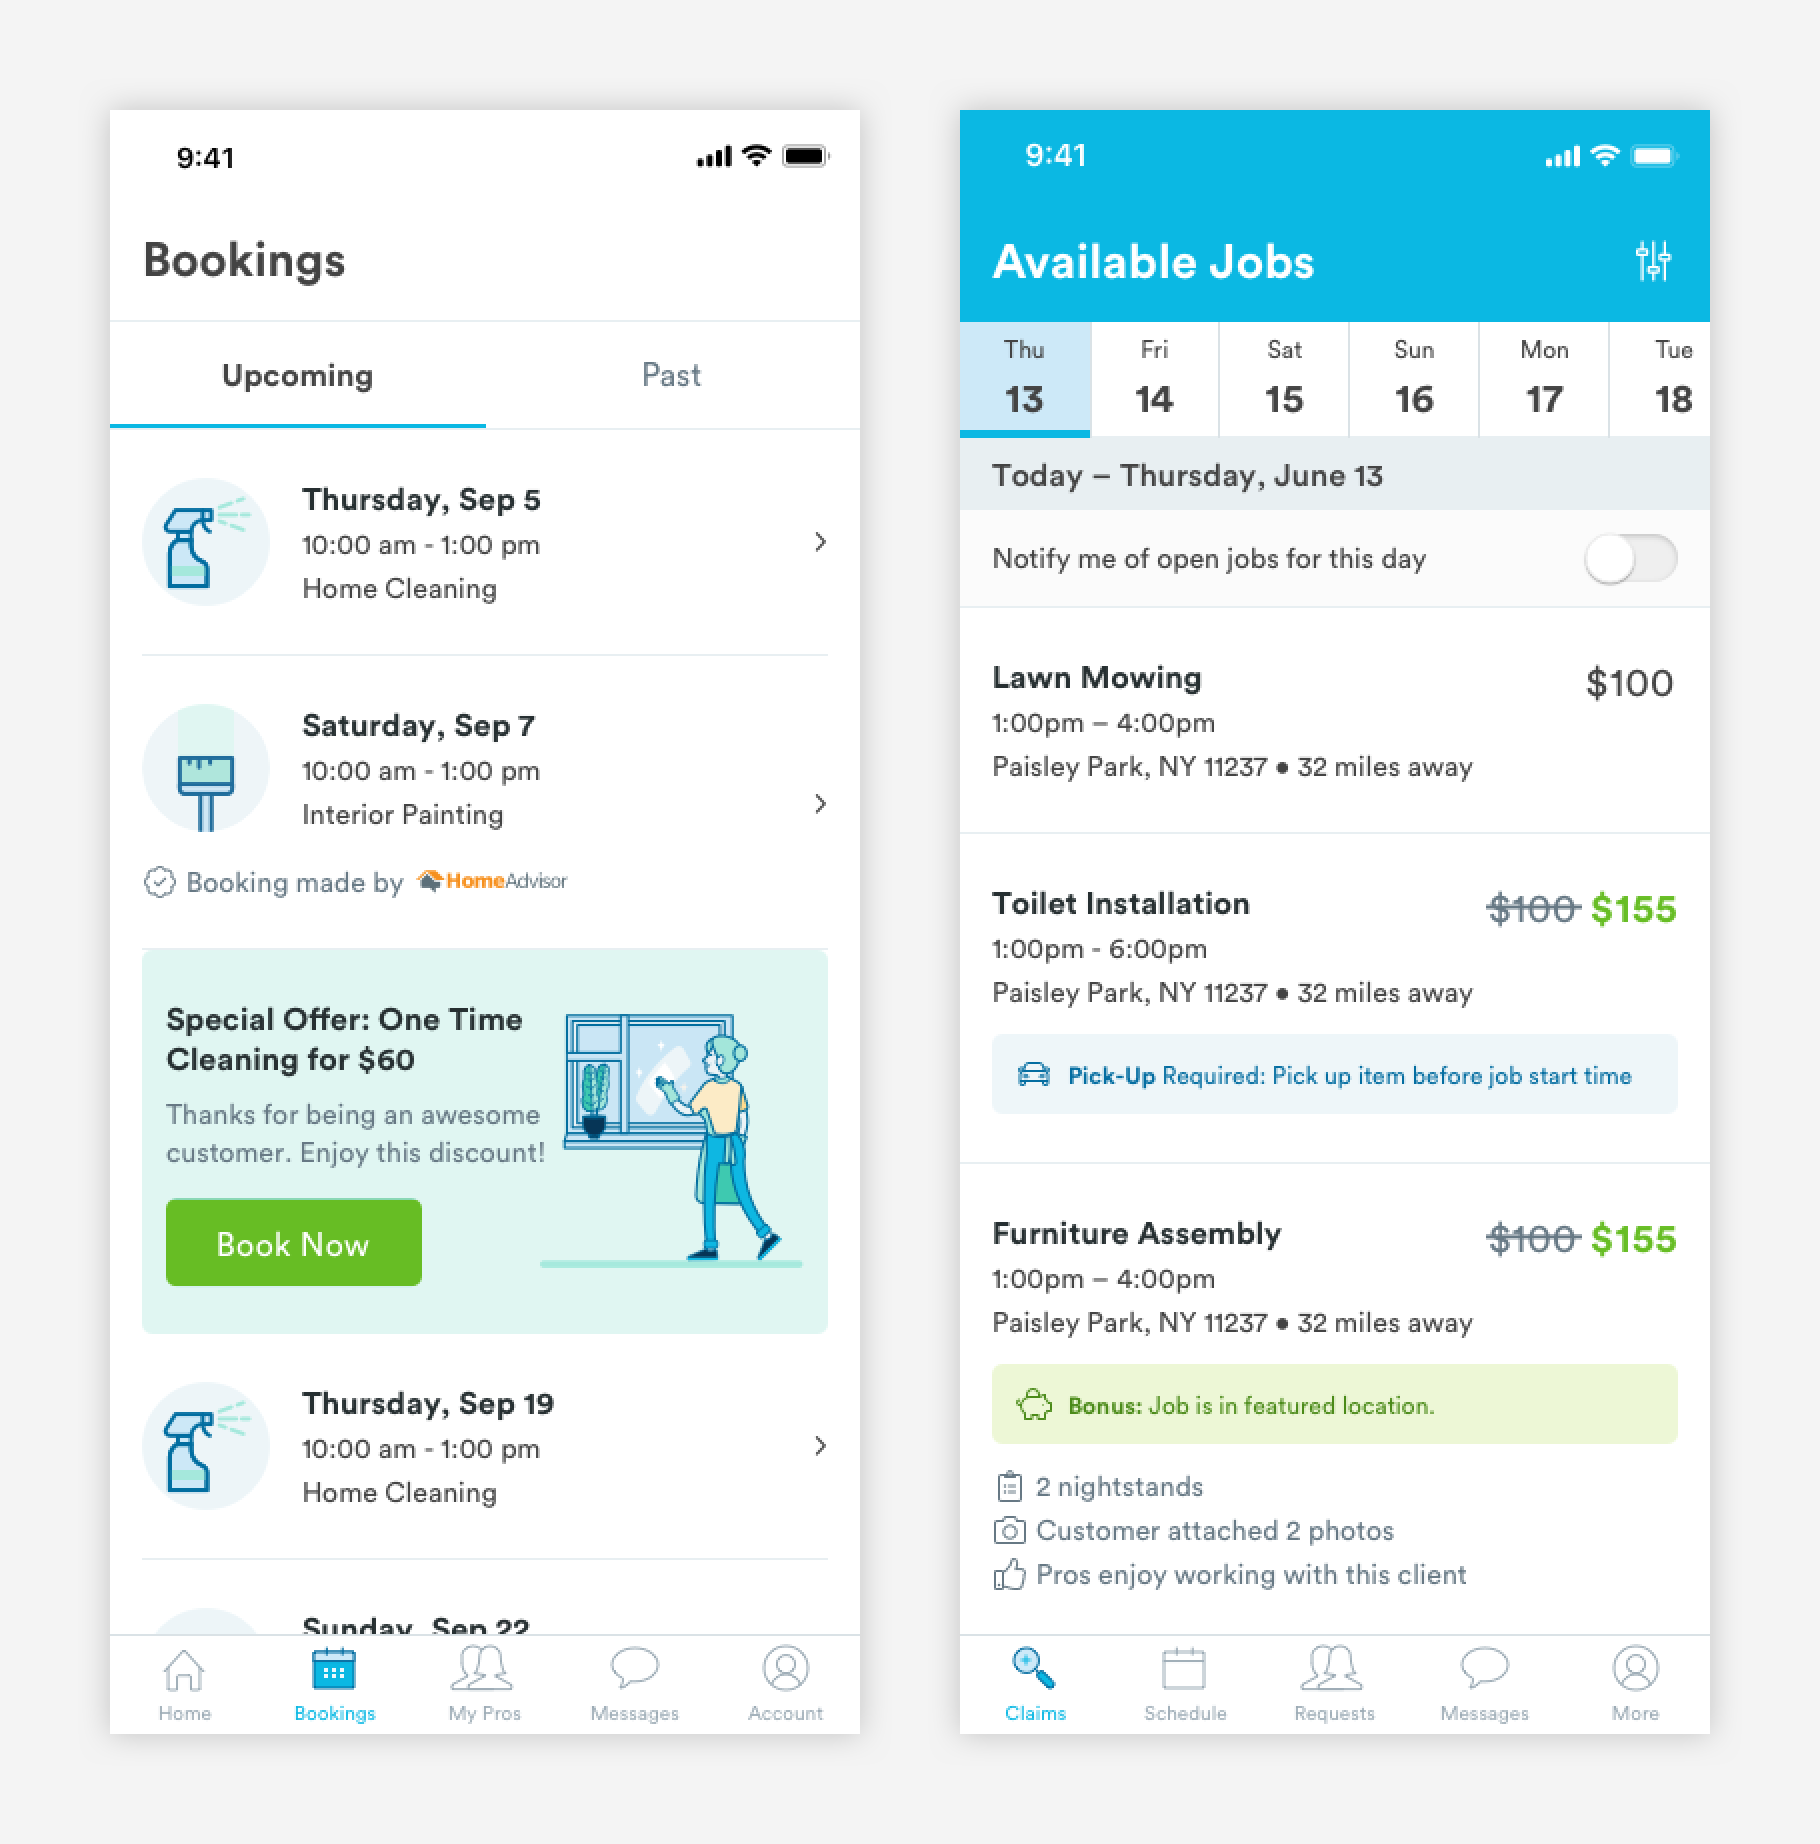 9:41
Bookings
Upcoming Past
Thursday, Sep 5
10:00 am - 1:00 pm
Home Cleaning
Saturday, Sep 7
10:00 am - 1:00 pm
Interior Painting
Booking made by HomeAdvisor
Special Offer: One Time
Cleaning for $60
Thanks for being an awesome
customer. Enjoy this discount!
Book Now
Thursday, Sep 19
10:00 am - 1:00 pm
Home Cleaning
Sunday, Sep 22
Home Bookings My Pros Messages Account
9:41
Available Jobs
Thu Fri Sat Sun Mon Tue
13 14 15 16 17 18
Today – Thursday, June 13
Notify me of open jobs for this day
Lawn Mowing $100
1:00pm – 4:00pm
Paisley Park, NY 11237 • 32 miles away
Toilet Installation $100 $155
1:00pm - 6:00pm
Paisley Park, NY 11237 • 32 miles away
Pick-Up Required: Pick up item before job start time
Furniture Assembly $100 $155
1:00pm – 4:00pm
Paisley Park, NY 11237 • 32 miles away
Bonus: Job is in featured location.
2 nightstands
Customer attached 2 photos
Pros enjoy working with this client
Claims Schedule Requests Messages More